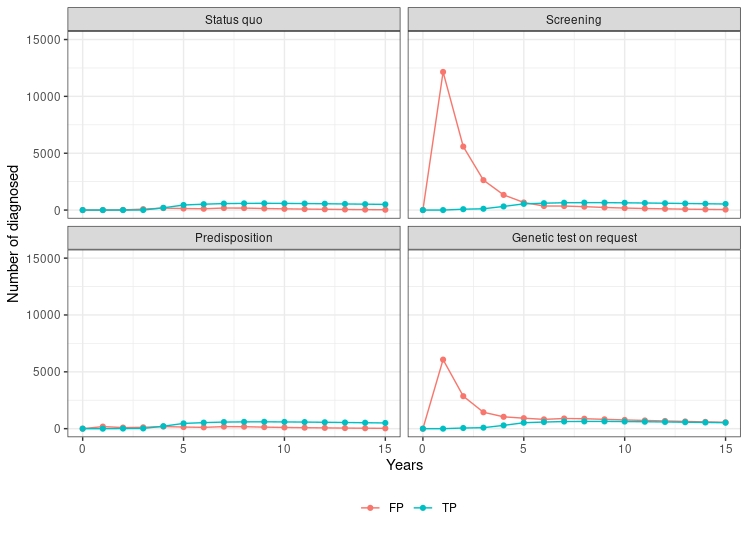 Status quo
Screening
15000
10000
5000
0
Predisposition
Genetic test on request
15000
10000
5000
0
Number of diagnosed
0 5 10 15
0 5 10 15
Years
FP TP